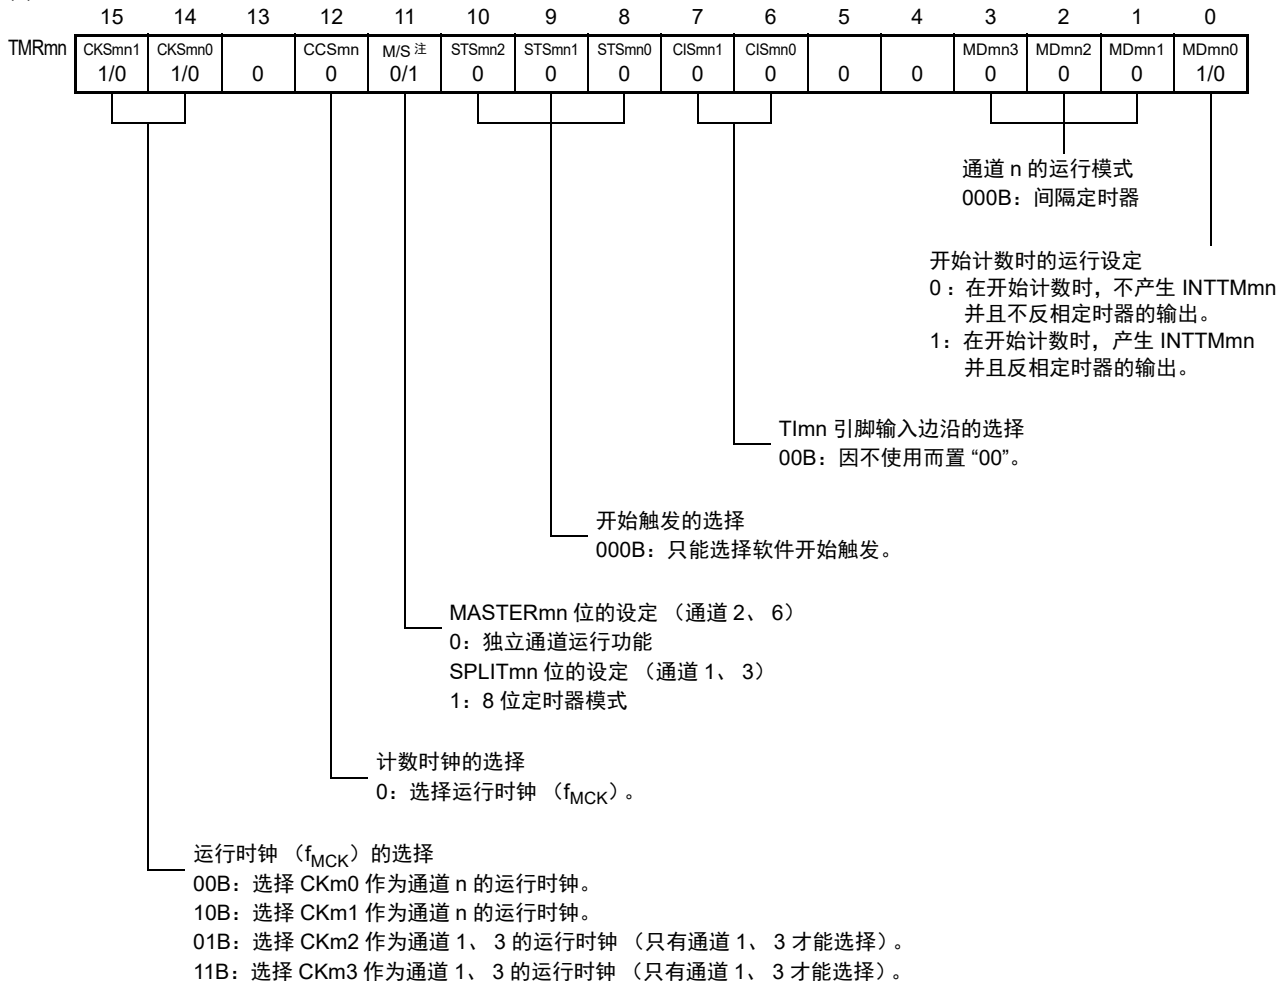 15 14 13 12 11 10 9 8 7 6 5 4 3 2 1 0
TMRmn CKSmn1 CKSmn0 CCSmn M/S 注 STSmn2 STSmn1 STSmn0 CISmn1 CISmn0 MDmn3 MDmn2 MDmn1 MDmn0
1/0 1/0 0 0 0/1 0 0 0 0 0 0 0 0 0 0 1/0
通道 n 的运行模式
000B：间隔定时器
开始计数时的运行设定
0：在开始计数时，不产生 INTTMmn
并且不反相定时器的输出。
1：在开始计数时，产生 INTTMmn
并且反相定时器的输出。
TImn 引脚输入边沿的选择
00B：因不使用而置 “00”。
开始触发的选择
000B：只能选择软件开始触发。
MASTERmn 位的设定 （通道 2、 6）
0：独立通道运行功能
SPLITmn 位的设定 （通道 1、 3）
1：8 位定时器模式
计数时钟的选择
0：选择运行时钟 （fMCK）。
运行时钟 （fMCK）的选择
00B：选择 CKm0 作为通道 n 的运行时钟。
10B：选择 CKm1 作为通道 n 的运行时钟。
01B：选择 CKm2 作为通道 1、 3 的运行时钟 （只有通道 1、 3 才能选择）。
11B：选择 CKm3 作为通道 1、 3 的运行时钟 （只有通道 1、 3 才能选择）。